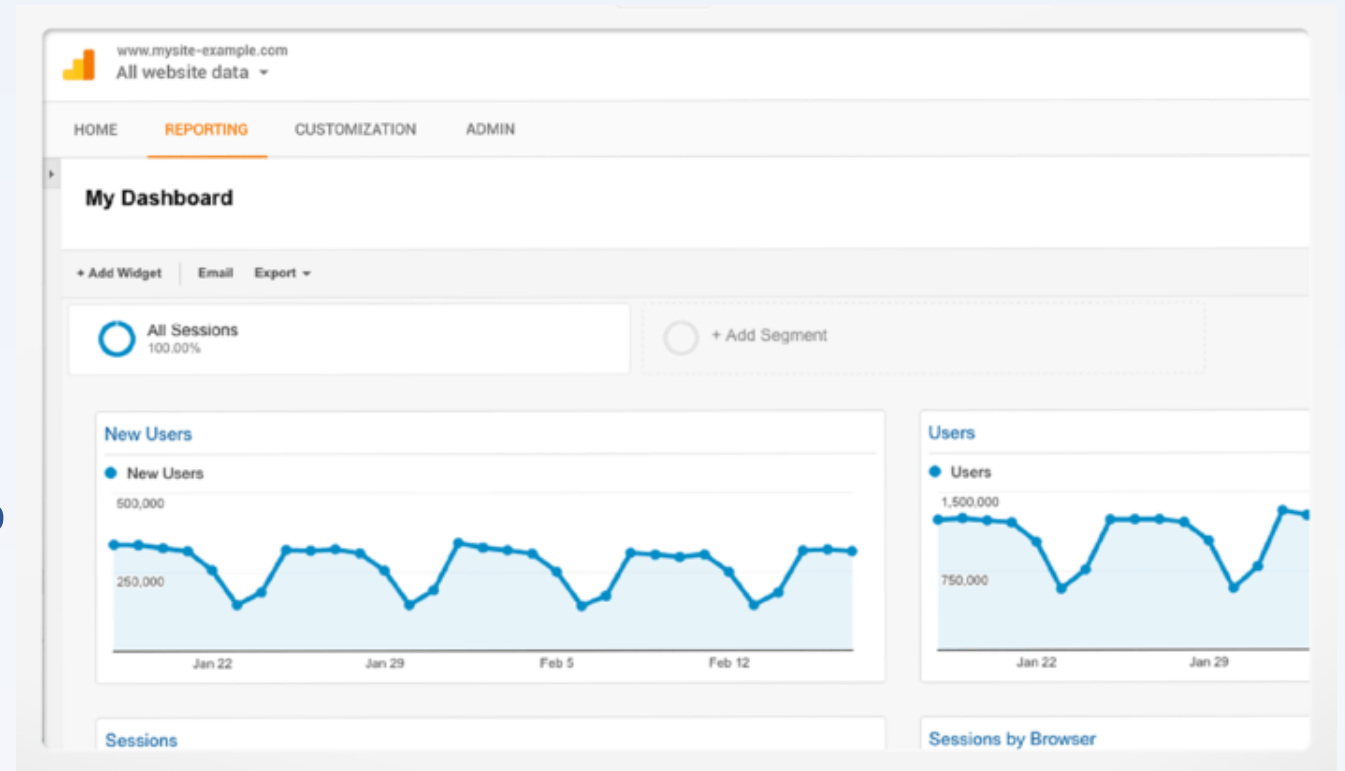 www.mysite-example.com
All website data
HOME REPORTING CUSTOMIZATION ADMIN
My Dashboard
+ Add Widget Email Export
All Sessions
100.00%
+ Add Segment
New Users
New Users
500,000
250,000
Jan 22 Jan 29 Feb 5 Feb 12
Users
Users
1,500,000
750,000
Jan 22 Jan 29
Sessions
Sessions by Browser